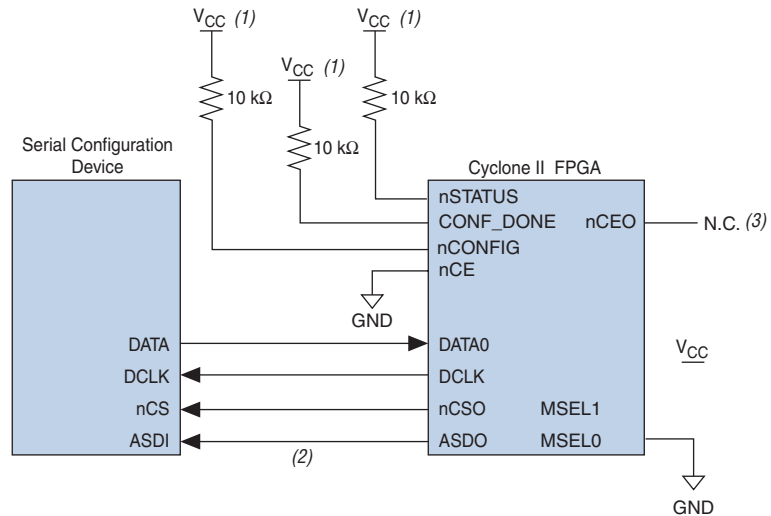 VCC (1)
VCC (1)
VCC (1)
10 kΩ
10 kΩ
10 kΩ
Serial Configuration
Device
Cyclone II FPGA
nSTATUS
CONF_DONE
nCEO
N.C. (3)
nCONFIG
nCE
GND
DATA
DATA0
VCC
DCLK
DCLK
nCS
nCSO
MSEL1
ASDI
(2)
ASDO
MSEL0
GND